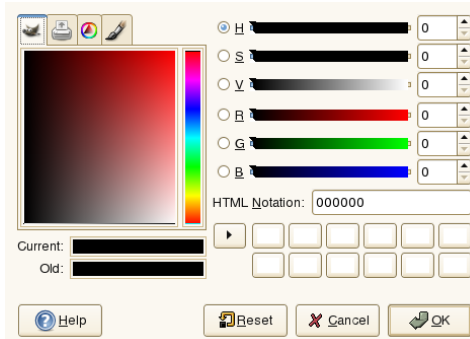 H 0
S 0
V 0
R 0
G 0
B 0
HTML Notation: 000000
Current:
Old:
Help Reset Cancel OK